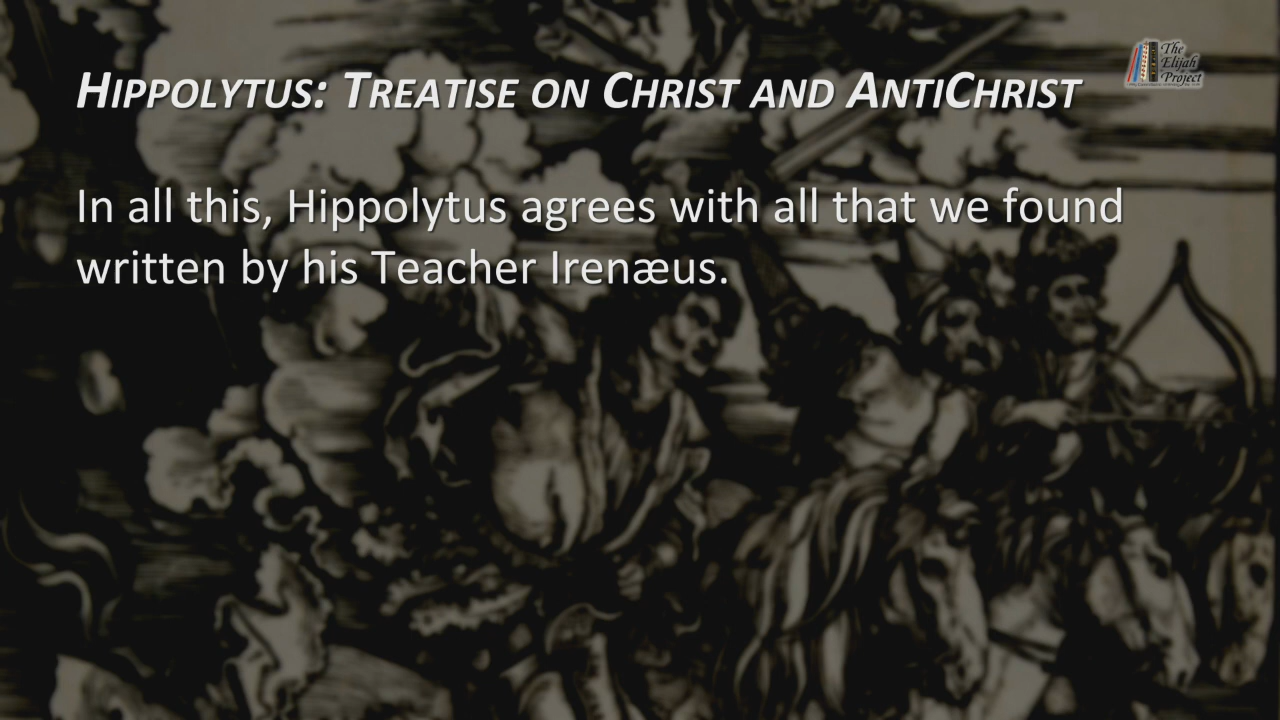 HIPPOLYTUS: TREATISE ON CHRIST AND ANTICHRIST
The
Elijah
Project
In all this, Hippolytus agrees with all that we found
written by his Teacher Irenæus.